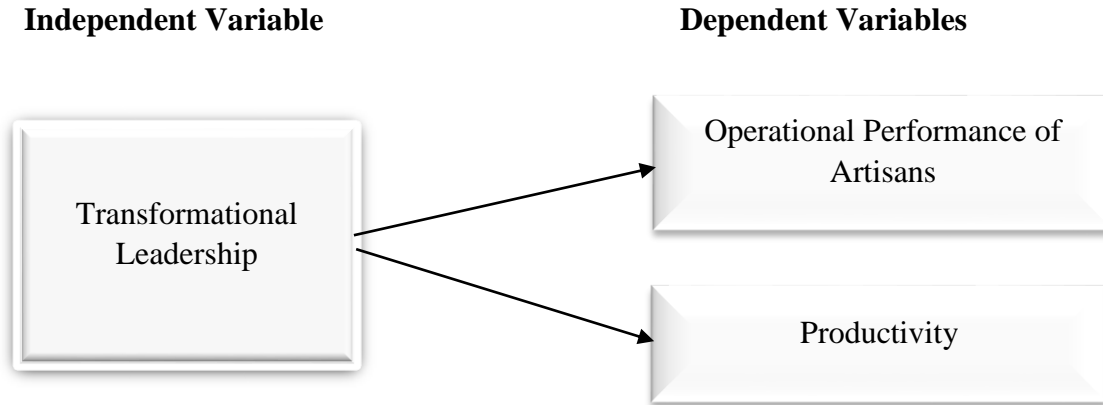 Independent Variable
Dependent Variables
Transformational
Leadership
Operational Performance of
Artisans
Productivity